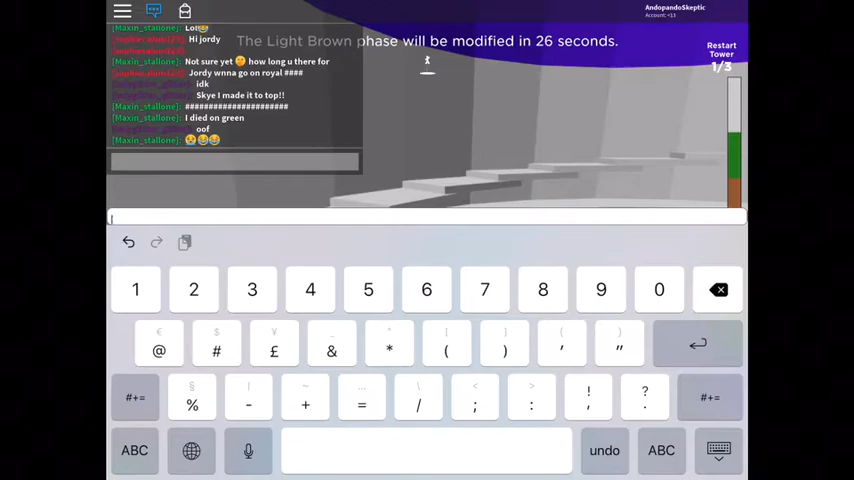 AndopandoSkeptic
Account: <13
[Maxin_stallone]: Lol😂
Hi jordy
The Light Brown phase will be modified in 26 seconds.
Restart
Tower
1/3
[Maxin_stallone]: Not sure yet 🤔 how long u there for
Jordy wnna go on royal ####
idk
Skye I made it to top!!
[Maxin_stallone]: ######################
[Maxin_stallone]: I died on green
oof
[Maxin_stallone]: 😢😂😂
1 2 3 4 5 6 7 8 9 0
€ $ ¥ _ ^ [ ] ( ) { }
@ # £ & * ( ) ' "
§ | ~ … \ < > ! ?
#+= % - + = / ; : , . #+=
ABC undo ABC